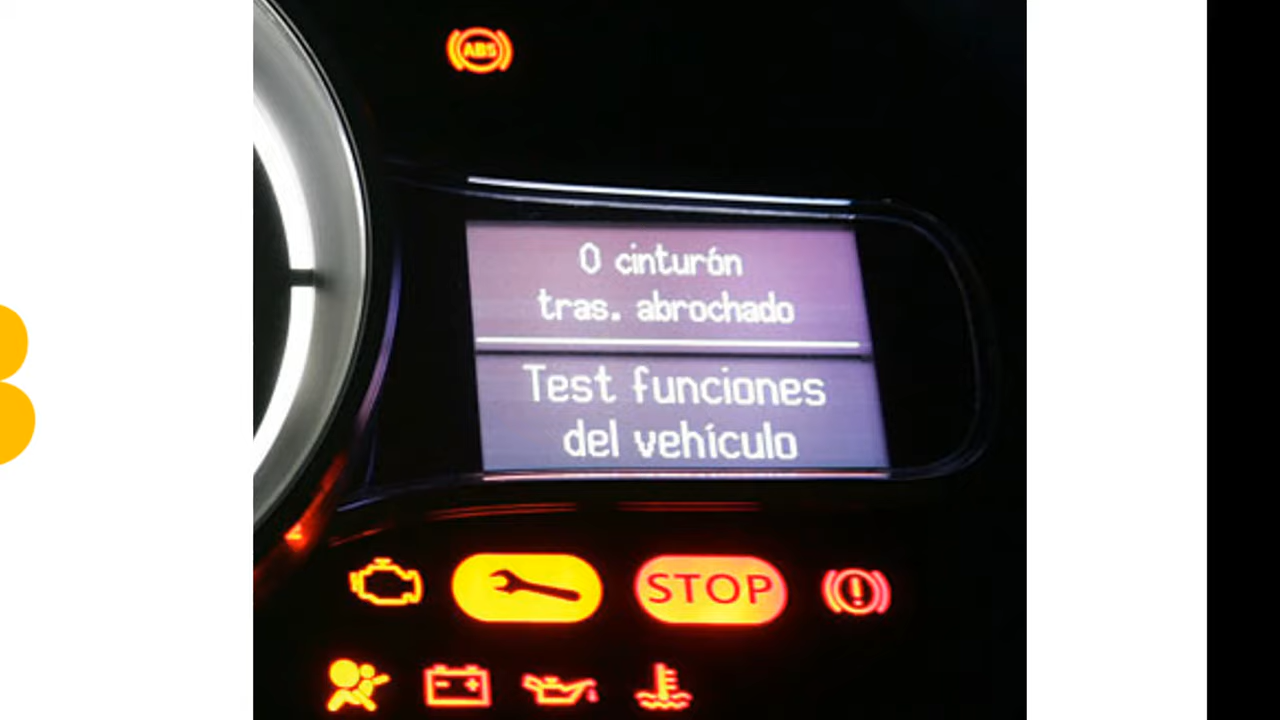 ABS
0 cinturón
tras. abrochado
Test funciones
del vehículo
STOP